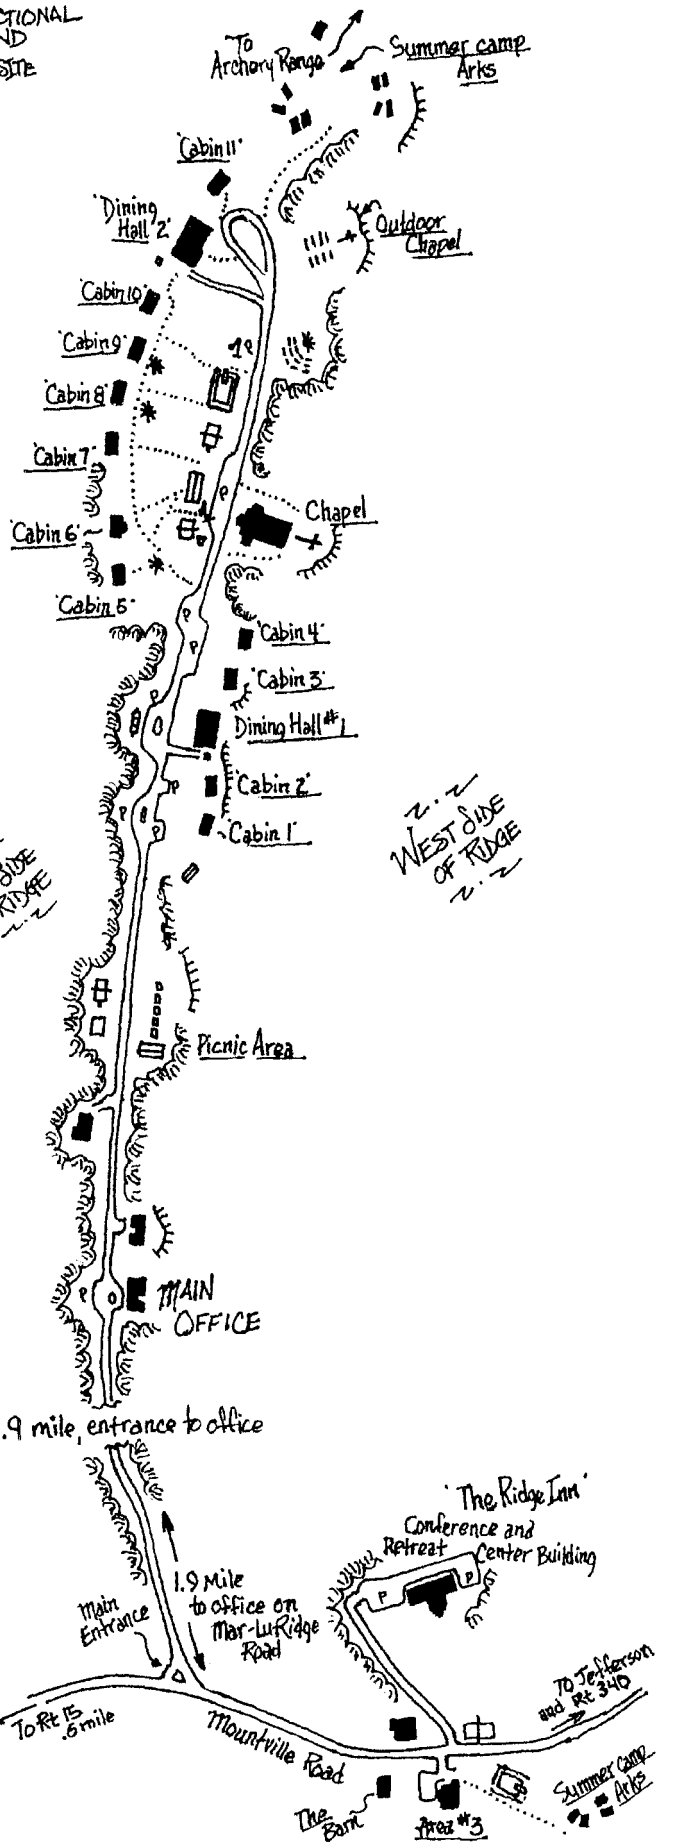 To
Archery Range
Summer camp
Arks
SITE
'Cabin 11'
'Dining
Hall 2'
Outdoor
Chapel
'Cabin 10'
'Cabin 9'
'Cabin 8'
'Cabin 7'
P
Chapel
'Cabin 6'
'Cabin 5'
P
'Cabin 4'
P
'Cabin 3'
P
Dining Hall #1
P
'Cabin 2'
P
P
'Cabin 1'
WEST SIDE
OF RIDGE
SIDE
RIDGE
Picnic Area
P
MAIN
OFFICE
.9 mile, entrance to office
'The Ridge Inn'
Conference and
Retreat Center Building
P
P
1.9 Mile
to office on
Mar-Lu Ridge
Road
Main
Entrance
To Jefferson
and Rt 340
To Rt 15
.6 mile
Mountville Road
Summer Camp
Arks
The
Barn
Area #3